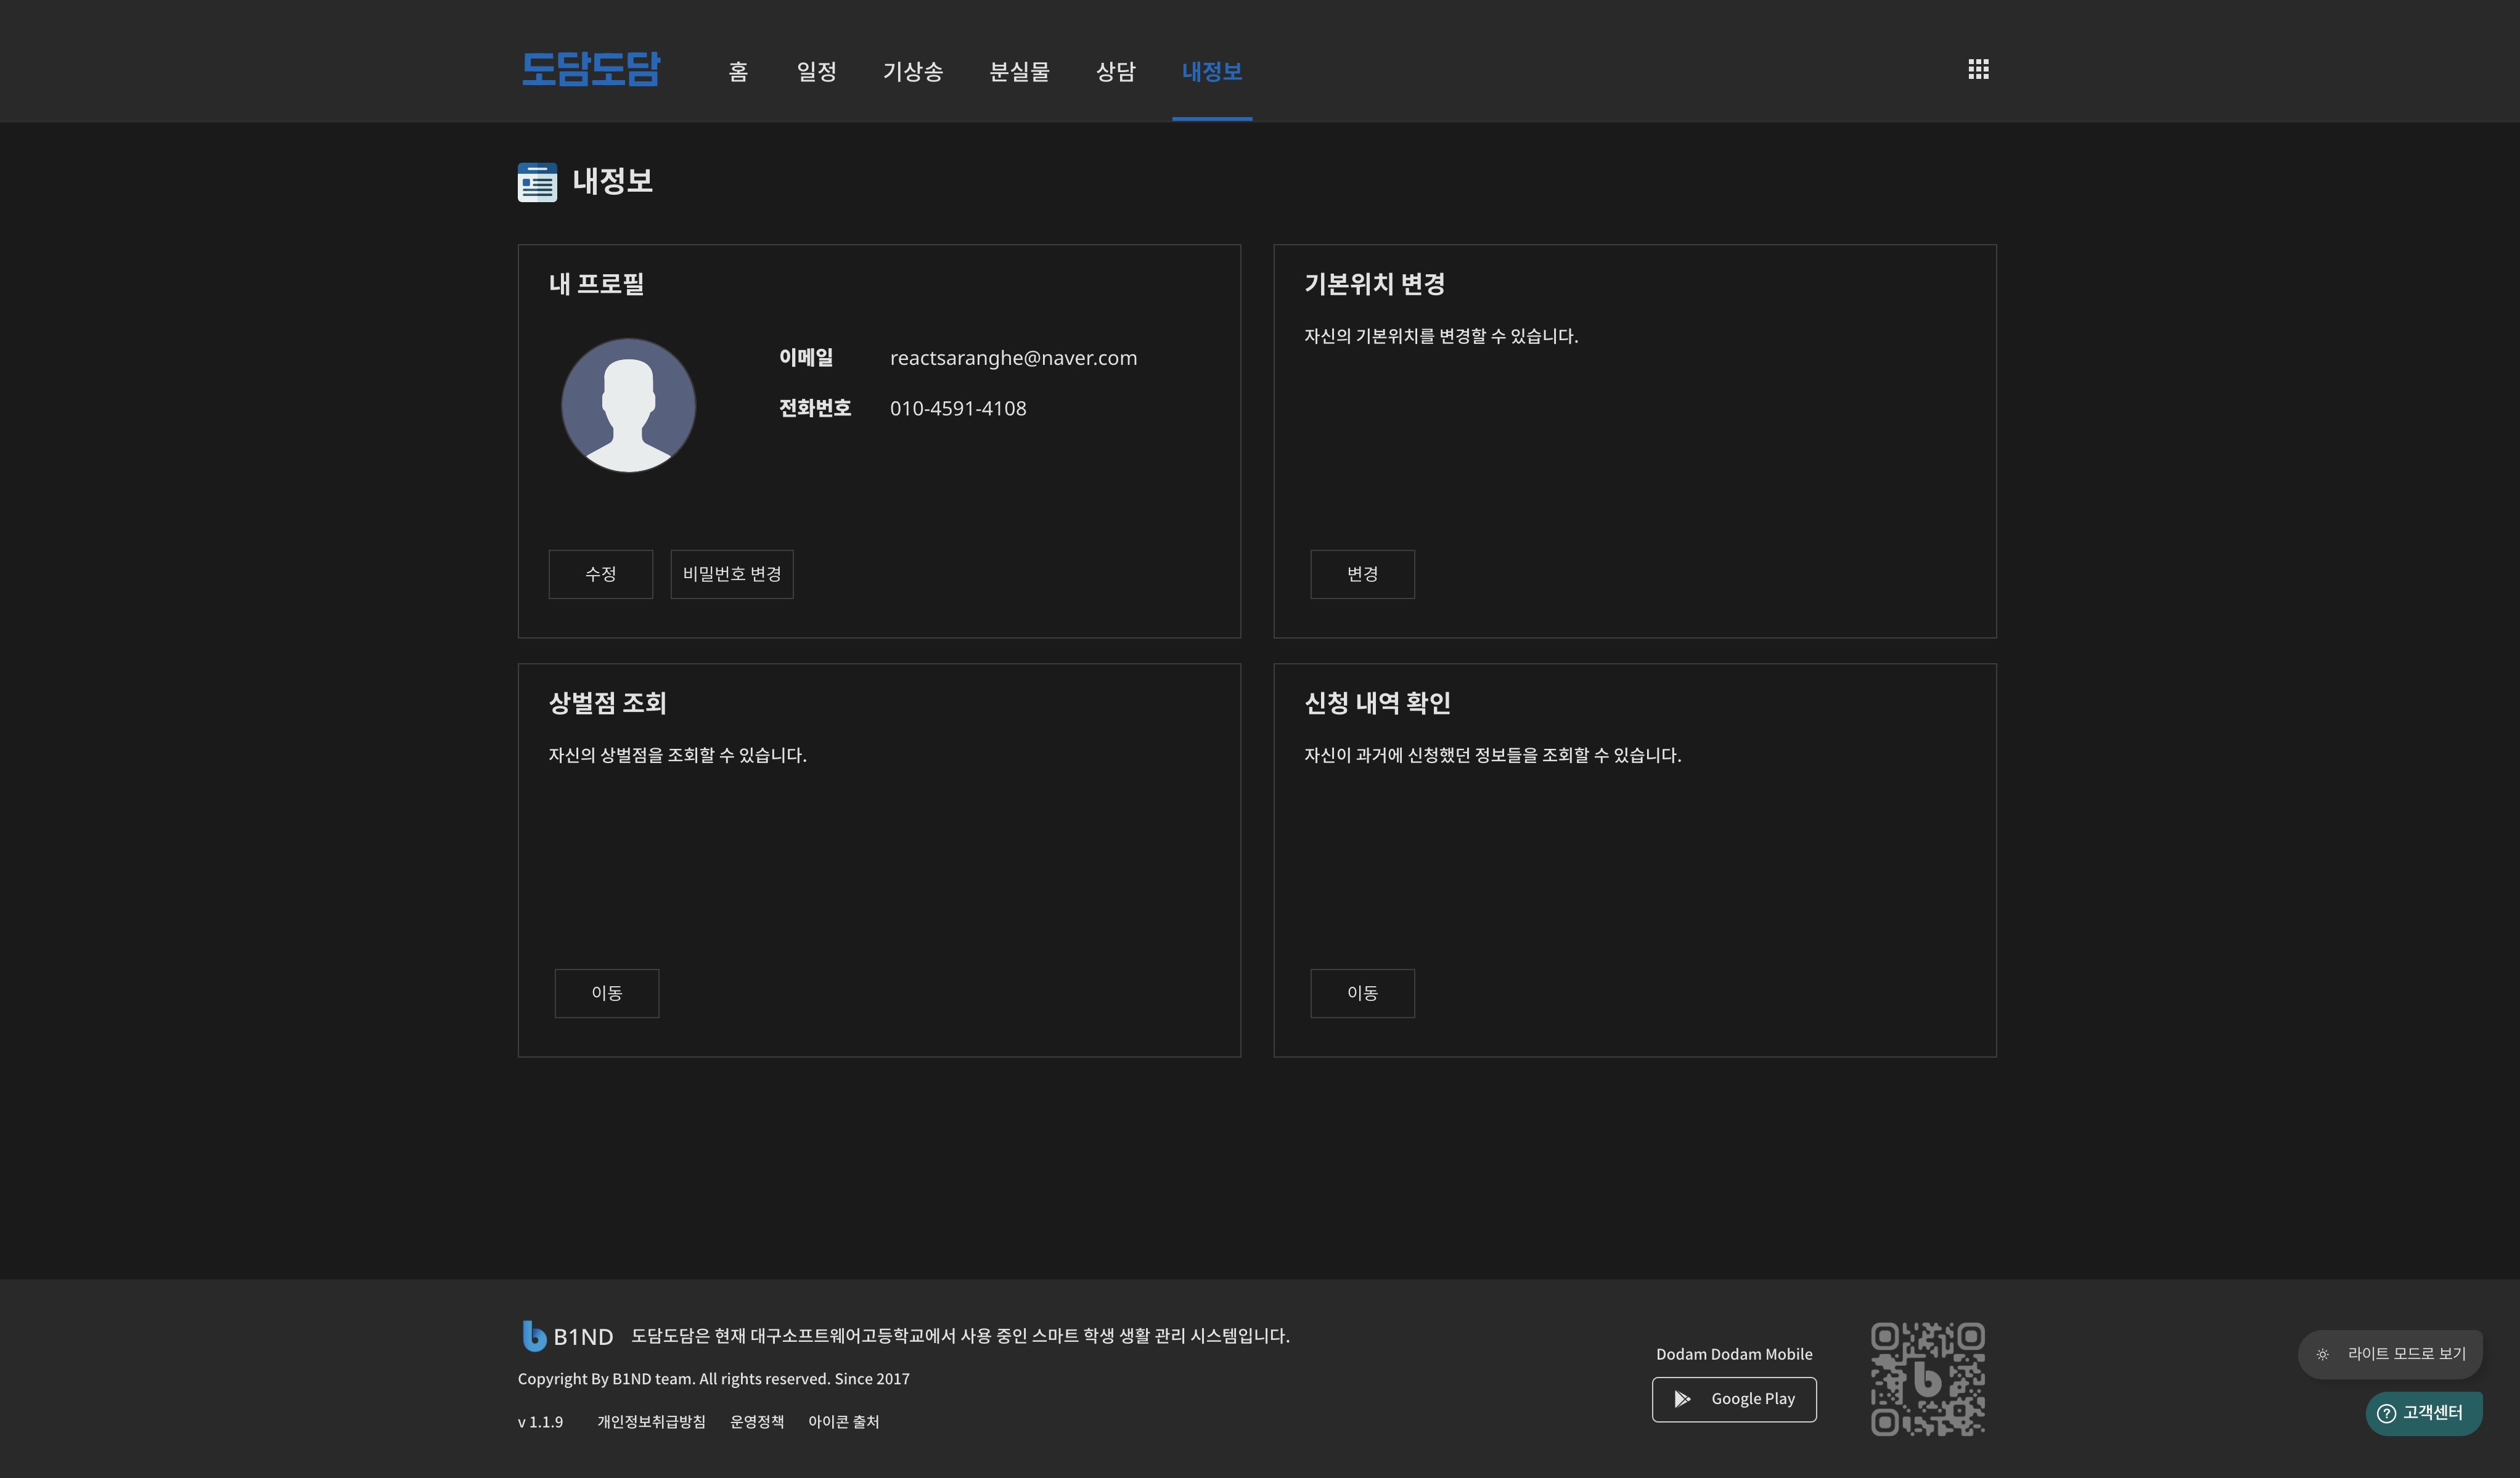 도담도담 홈 일정 기상송 분실물 상담 내정보
내정보
내 프로필
이메일 reactsaranghe@naver.com
전화번호 010-4591-4108
수정 비밀번호 변경
기본위치 변경
자신의 기본위치를 변경할 수 있습니다.
변경
상벌점 조회
자신의 상벌점을 조회할 수 있습니다.
이동
신청 내역 확인
자신이 과거에 신청했던 정보들을 조회할 수 있습니다.
이동
B1ND 도담도담은 현재 대구소프트웨어고등학교에서 사용 중인 스마트 학생 생활 관리 시스템입니다.
Copyright By B1ND team. All rights reserved. Since 2017
v 1.1.9 개인정보취급방침 운영정책 아이콘 출처
Dodam Dodam Mobile
Google Play
라이트 모드로 보기
고객센터